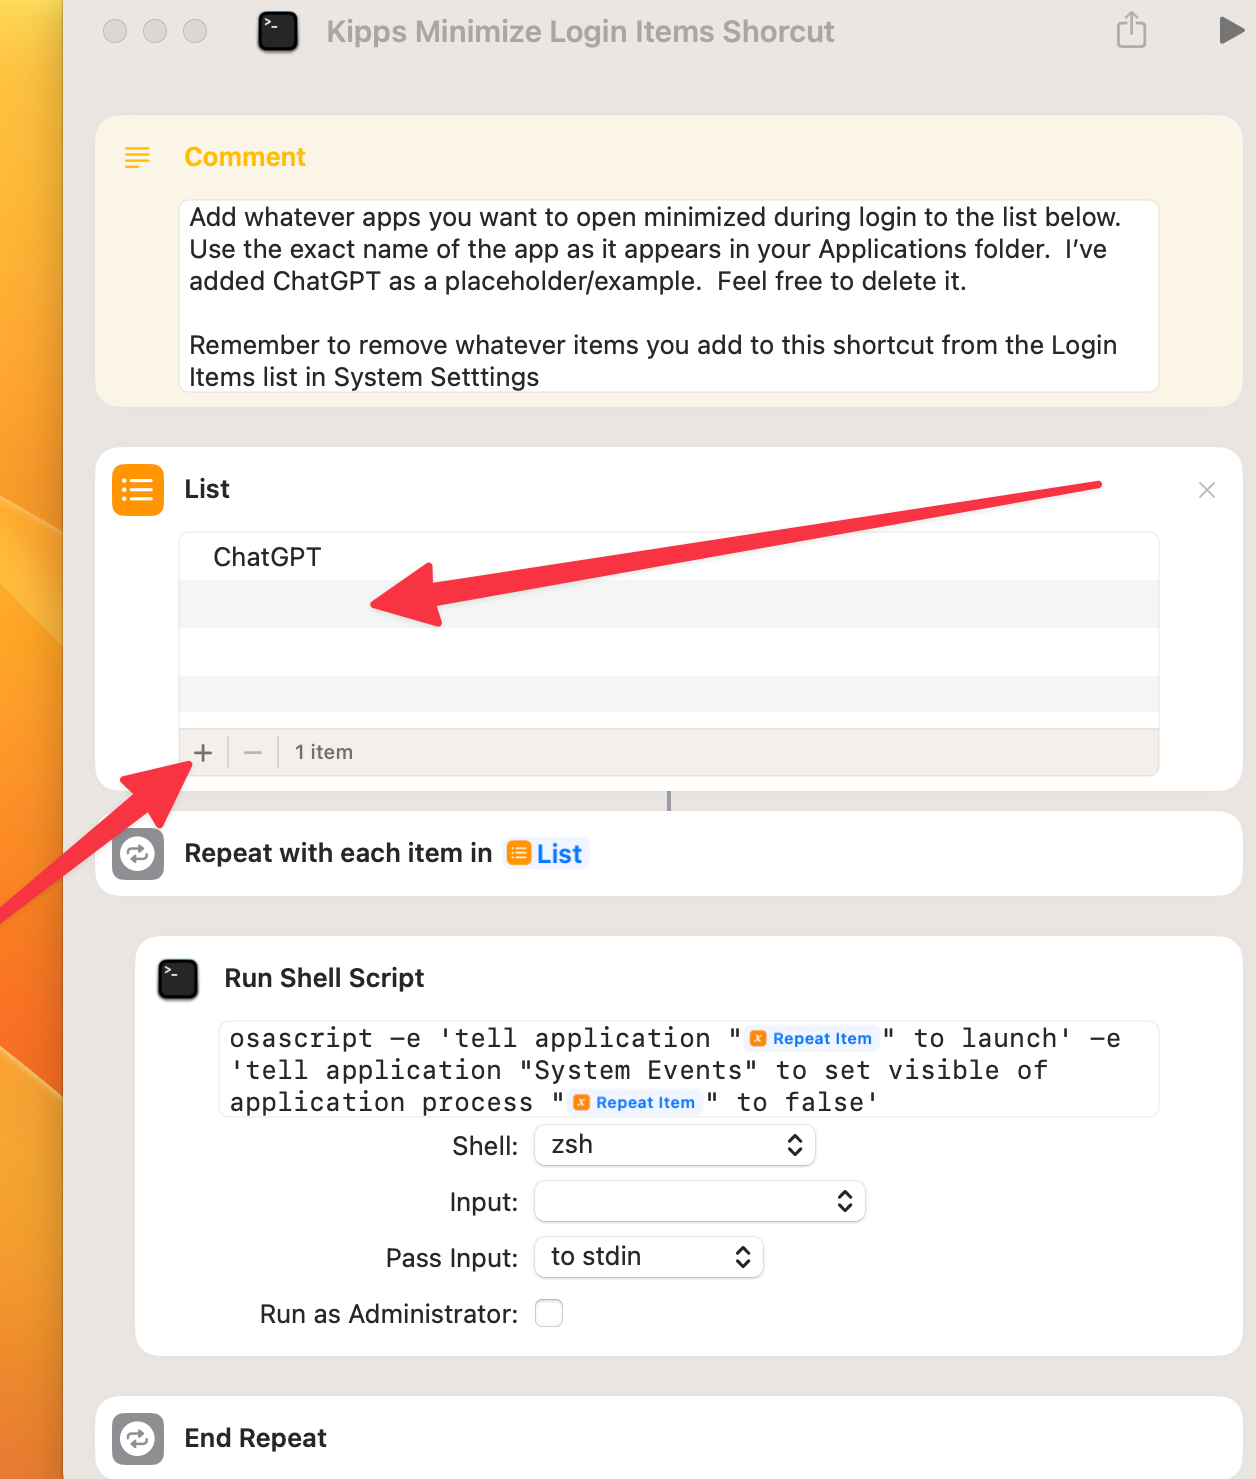 Kipps Minimize Login Items Shorcut
Comment
Add whatever apps you want to open minimized during login to the list below.
Use the exact name of the app as it appears in your Applications folder.  I’ve
added ChatGPT as a placeholder/example.  Feel free to delete it.
Remember to remove whatever items you add to this shortcut from the Login
Items list in System Setttings
List
ChatGPT
1 item
Repeat with each item in List
>_ Run Shell Script
osascript -e 'tell application "Repeat Item" to launch' -e
'tell application "System Events" to set visible of
application process "Repeat Item" to false'
Shell: zsh
Input:
Pass Input: to stdin
Run as Administrator:
End Repeat